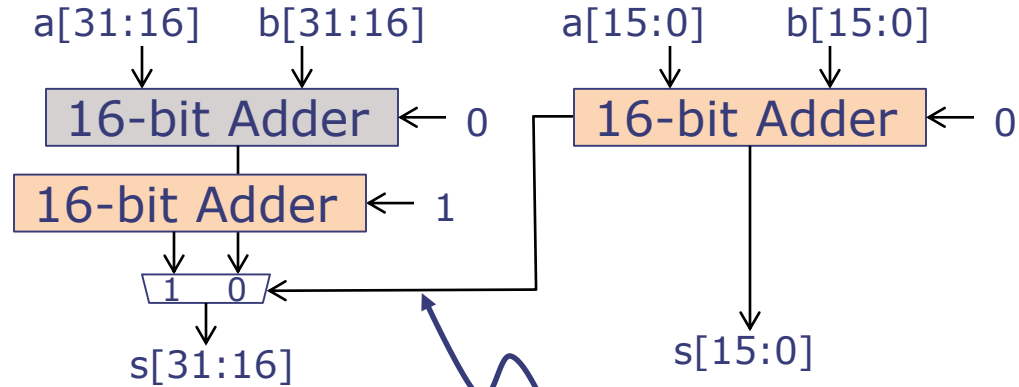 a[31:16] b[31:16] a[15:0] b[15:0]
16-bit Adder 0 16-bit Adder 0
16-bit Adder 1
1 0
s[31:16] s[15:0]